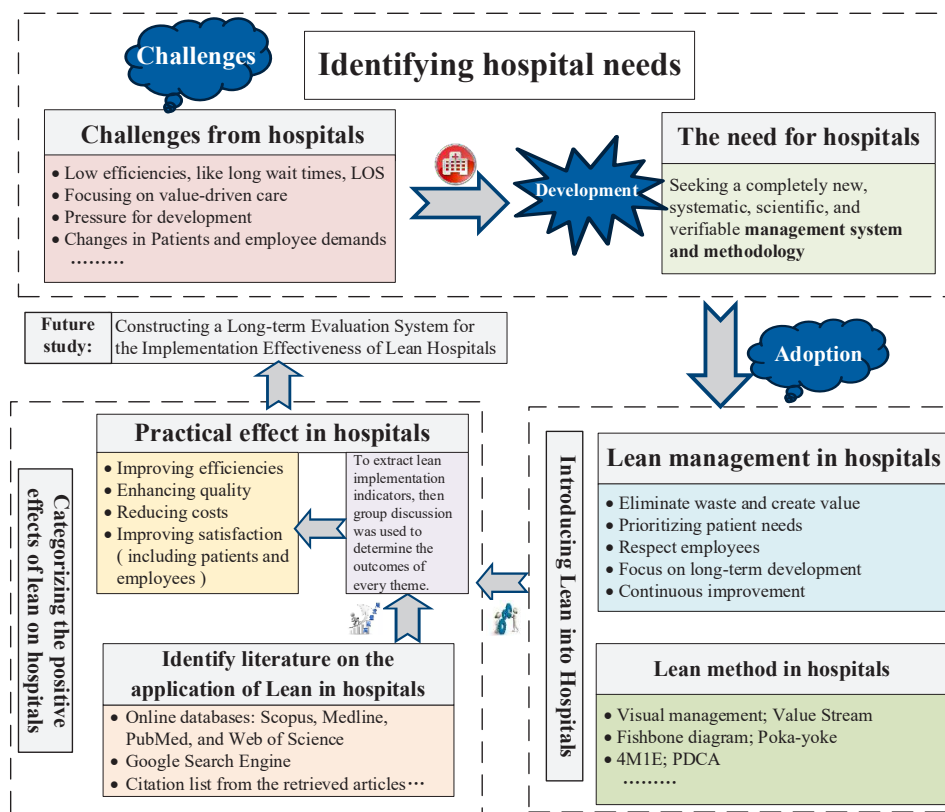 Challenges
Identifying hospital needs
Challenges from hospitals
• Low efficiencies, like long wait times, LOS
• Focusing on value-driven care
• Pressure for development
• Changes in Patients and employee demands
………
Development
The need for hospitals
Seeking a completely new,
systematic, scientific, and
verifiable management system
and methodology
Adoption
Future
study:
Constructing a Long-term Evaluation System for
the Implementation Effectiveness of Lean Hospitals
Introducing Lean into Hospitals
Lean management in hospitals
• Eliminate waste and create value
• Prioritizing patient needs
• Respect employees
• Focus on long-term development
• Continuous improvement
Lean method in hospitals
• Visual management; Value Stream
• Fishbone diagram; Poka-yoke
• 4M1E; PDCA
………
Categorizing the positive
effects of lean on hospitals
Practical effect in hospitals
• Improving efficiencies
• Enhancing quality
• Reducing costs
• Improving satisfaction
( including patients and
employees )
To extract lean
implementation
indicators, then
group discussion
was used to
determine the
outcomes of
every theme.
Identify literature on the
application of Lean in hospitals
• Online databases: Scopus, Medline,
PubMed, and Web of Science
• Google Search Engine
• Citation list from the retrieved articles…